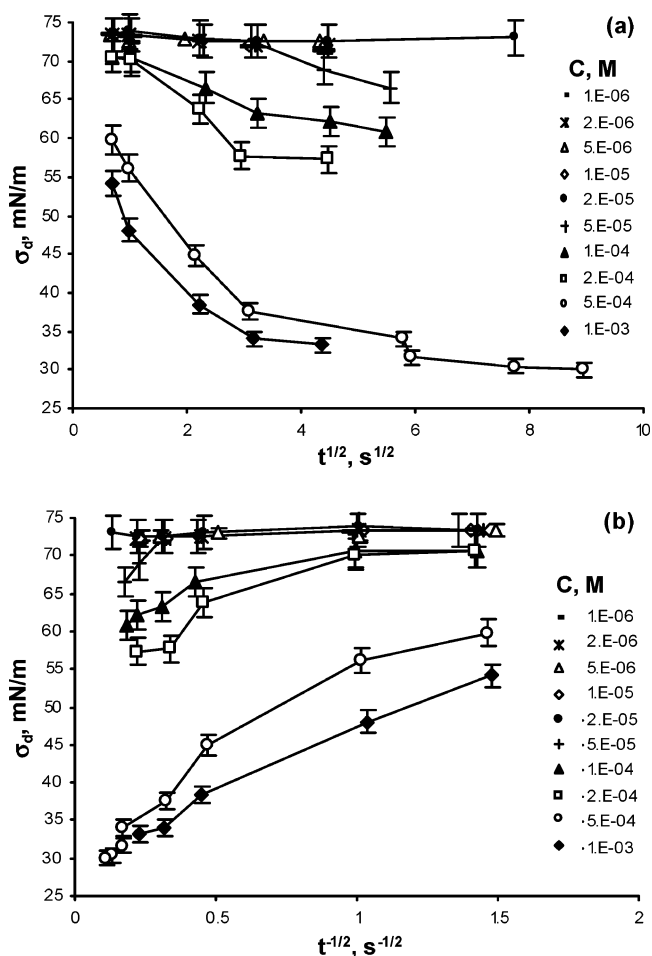 (a)
75
70
65
60
55
50
45
40
35
30
25
σd, mN/m
0 2 4 6 8 10
t1/2, s1/2
C, M
1.E-06
2.E-06
5.E-06
1.E-05
2.E-05
5.E-05
1.E-04
2.E-04
5.E-04
1.E-03
(b)
75
70
65
60
55
50
45
40
35
30
25
σd, mN/m
0 0.5 1 1.5 2
t-1/2, s-1/2
C, M
1.E-06
2.E-06
5.E-06
1.E-05
2.E-05
5.E-05
1.E-04
2.E-04
5.E-04
1.E-03